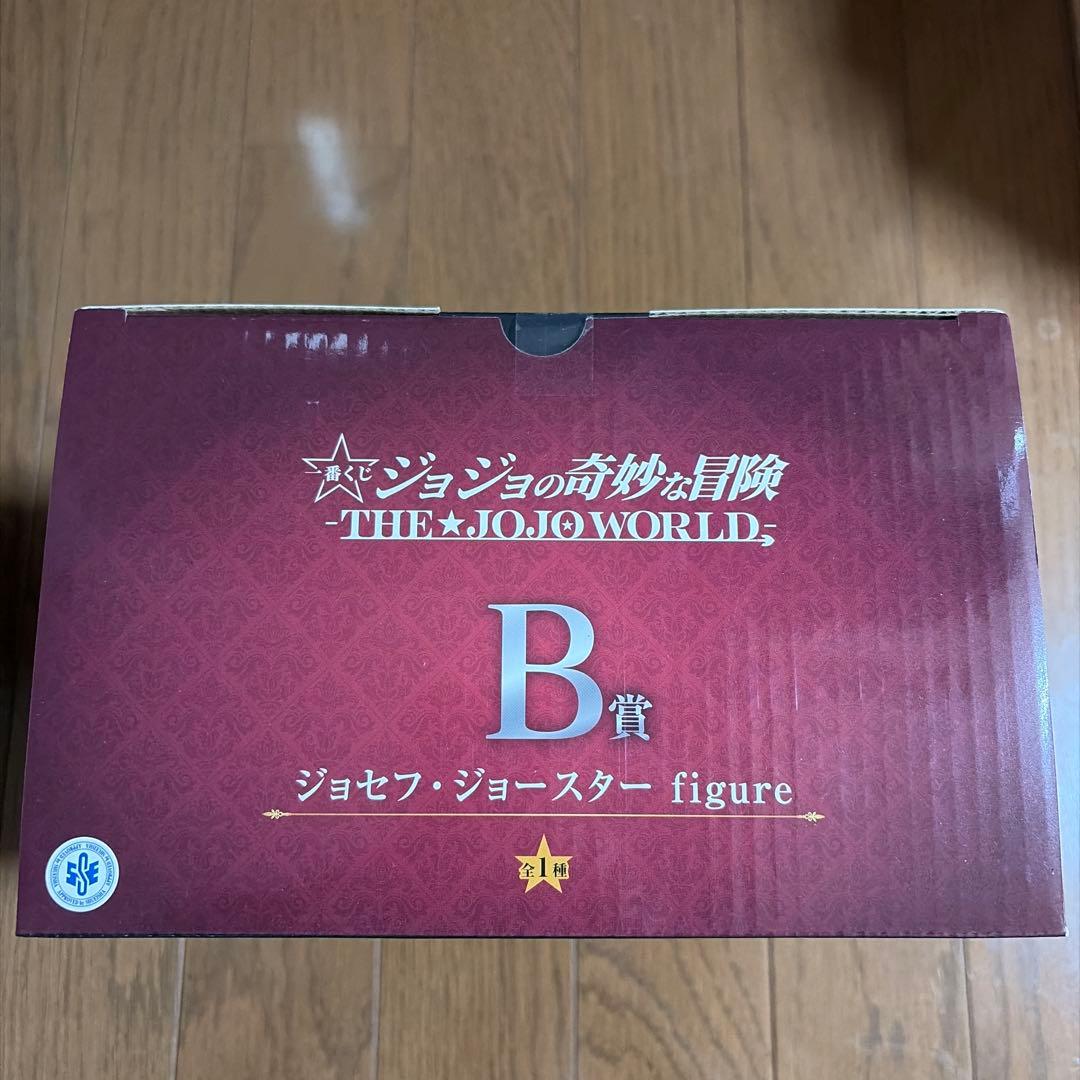 一番くじ ジョジョの奇妙な冒険
-THE★JOJO WORLD-
B賞
ジョセフ・ジョースター figure
全1種